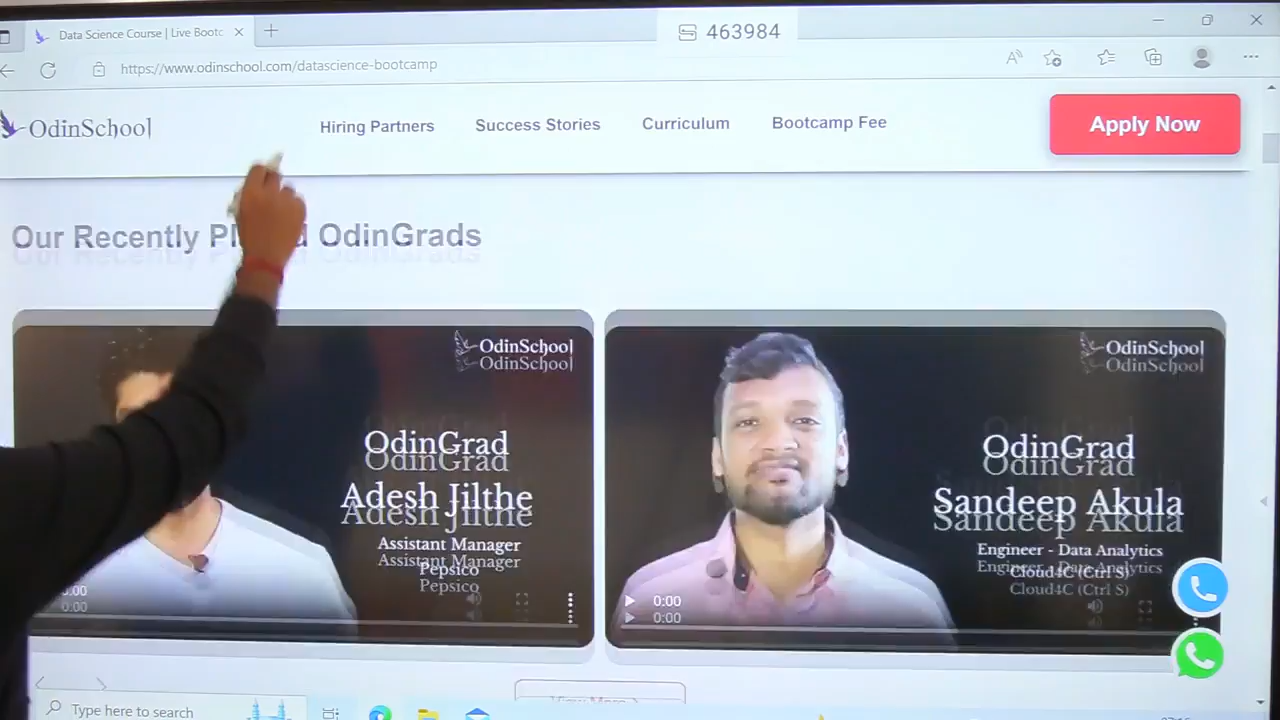 Data Science Course | Live Bootc
463984
https://www.odinschool.com/datascience-bootcamp
OdinSchool
Hiring Partners
Success Stories
Curriculum
Bootcamp Fee
Apply Now
Our Recently Pl d OdinGrads
OdinSchool
OdinGrad
Adesh Jilthe
Assistant Manager
Pepsico
0:00
OdinSchool
OdinGrad
Sandeep Akula
Engineer - Data Analytics
Cloud4C (Ctrl S)
0:00
View More >
Type here to search